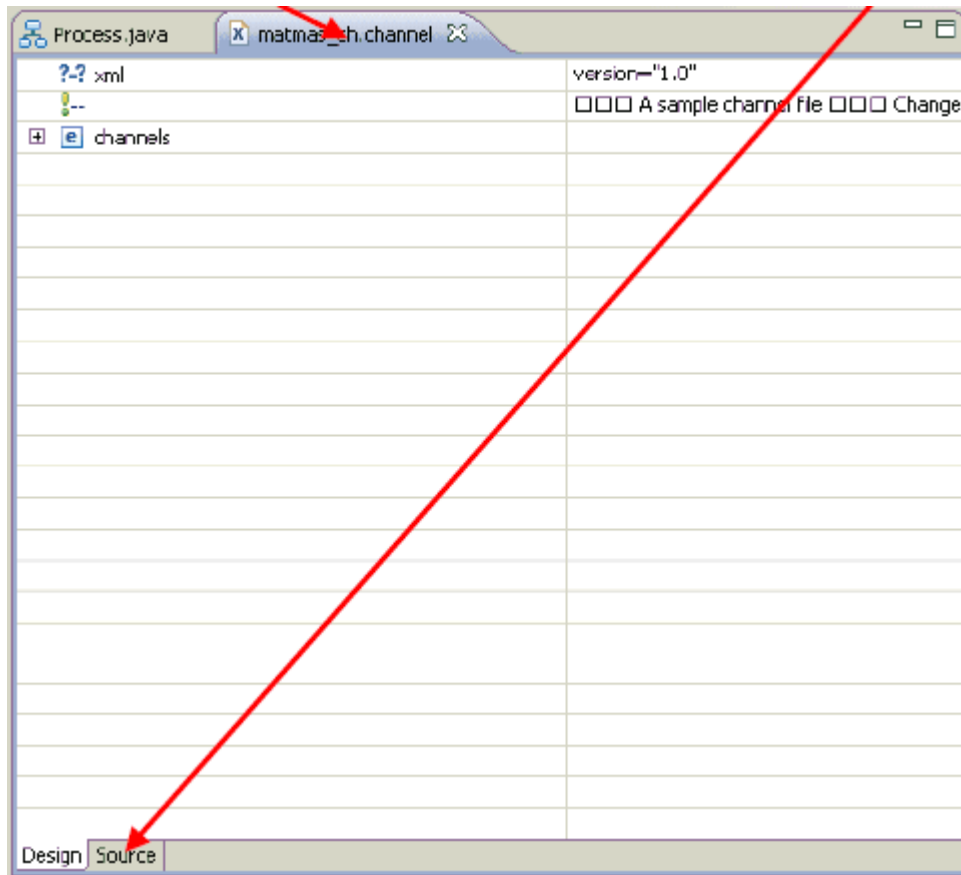 Process.java matmas_ch.channel
?-? xml version="1.0"
!-- □□□ A sample channel file □□□ Change
channels
Design Source